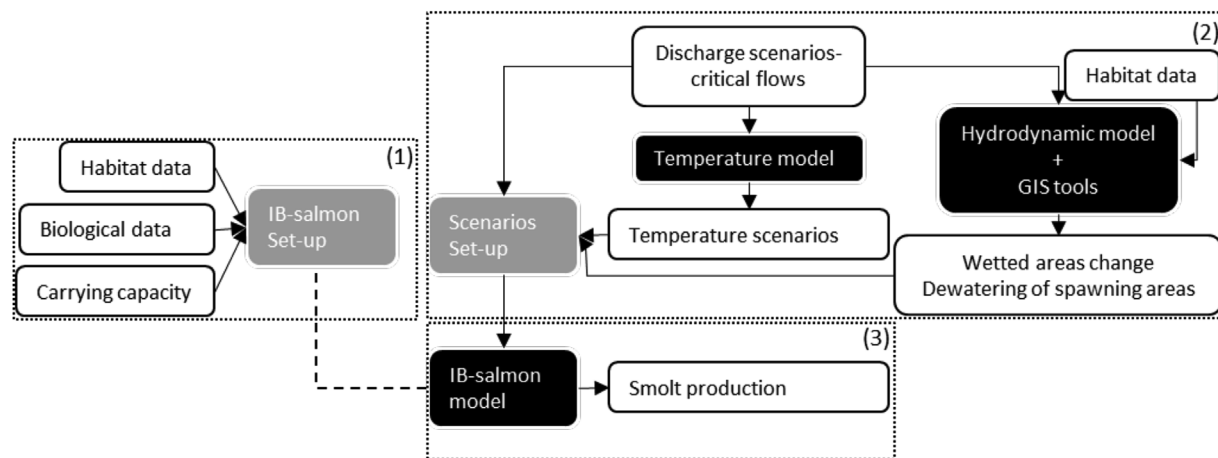 (1)
Habitat data
Biological data
Carrying capacity
IB-salmon
Set-up
(2)
Discharge scenarios-
critical flows
Habitat data
Temperature model
Hydrodynamic model
+
GIS tools
Scenarios
Set-up
Temperature scenarios
Wetted areas change
Dewatering of spawning areas
(3)
IB-salmon
model
Smolt production